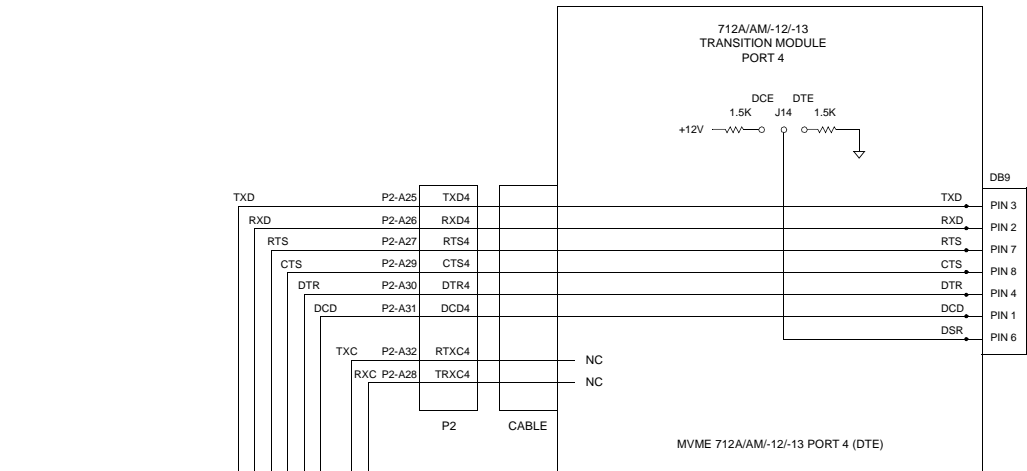 712A/AM/-12/-13
TRANSITION MODULE
PORT 4
DCE DTE
1.5K J14 1.5K
+12V
DB9
TXD P2-A25 TXD4 TXD PIN 3
RXD P2-A26 RXD4 RXD PIN 2
RTS P2-A27 RTS4 RTS PIN 7
CTS P2-A29 CTS4 CTS PIN 8
DTR P2-A30 DTR4 DTR PIN 4
DCD P2-A31 DCD4 DCD PIN 1
DSR PIN 6
TXC P2-A32 RTXC4 NC
RXC P2-A28 TRXC4 NC
P2 CABLE
MVME 712A/AM/-12/-13 PORT 4 (DTE)